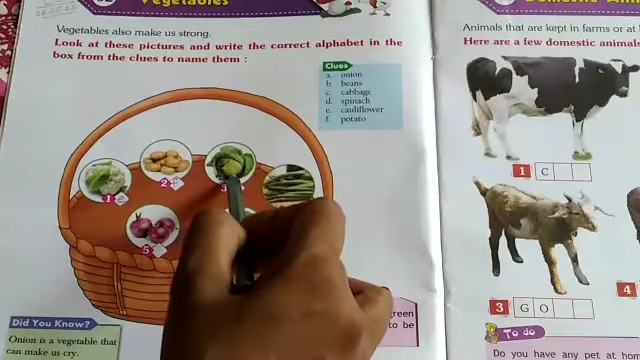 Vegetables
Vegetables also make us strong.
Look at these pictures and write the correct alphabet in the
box from the clues to name them :
Clues
a. onion
b. beans
c. cabbage
d. spinach
e. cauliflower
f. potato
1 e
2 f
3
5
Did You Know?
Onion is a vegetable that
can make us cry.
green
to be
Animals that are kept in farms or at
Here are a few domestic animals
1 C
3 G O
4
To do
Do you have any pet at